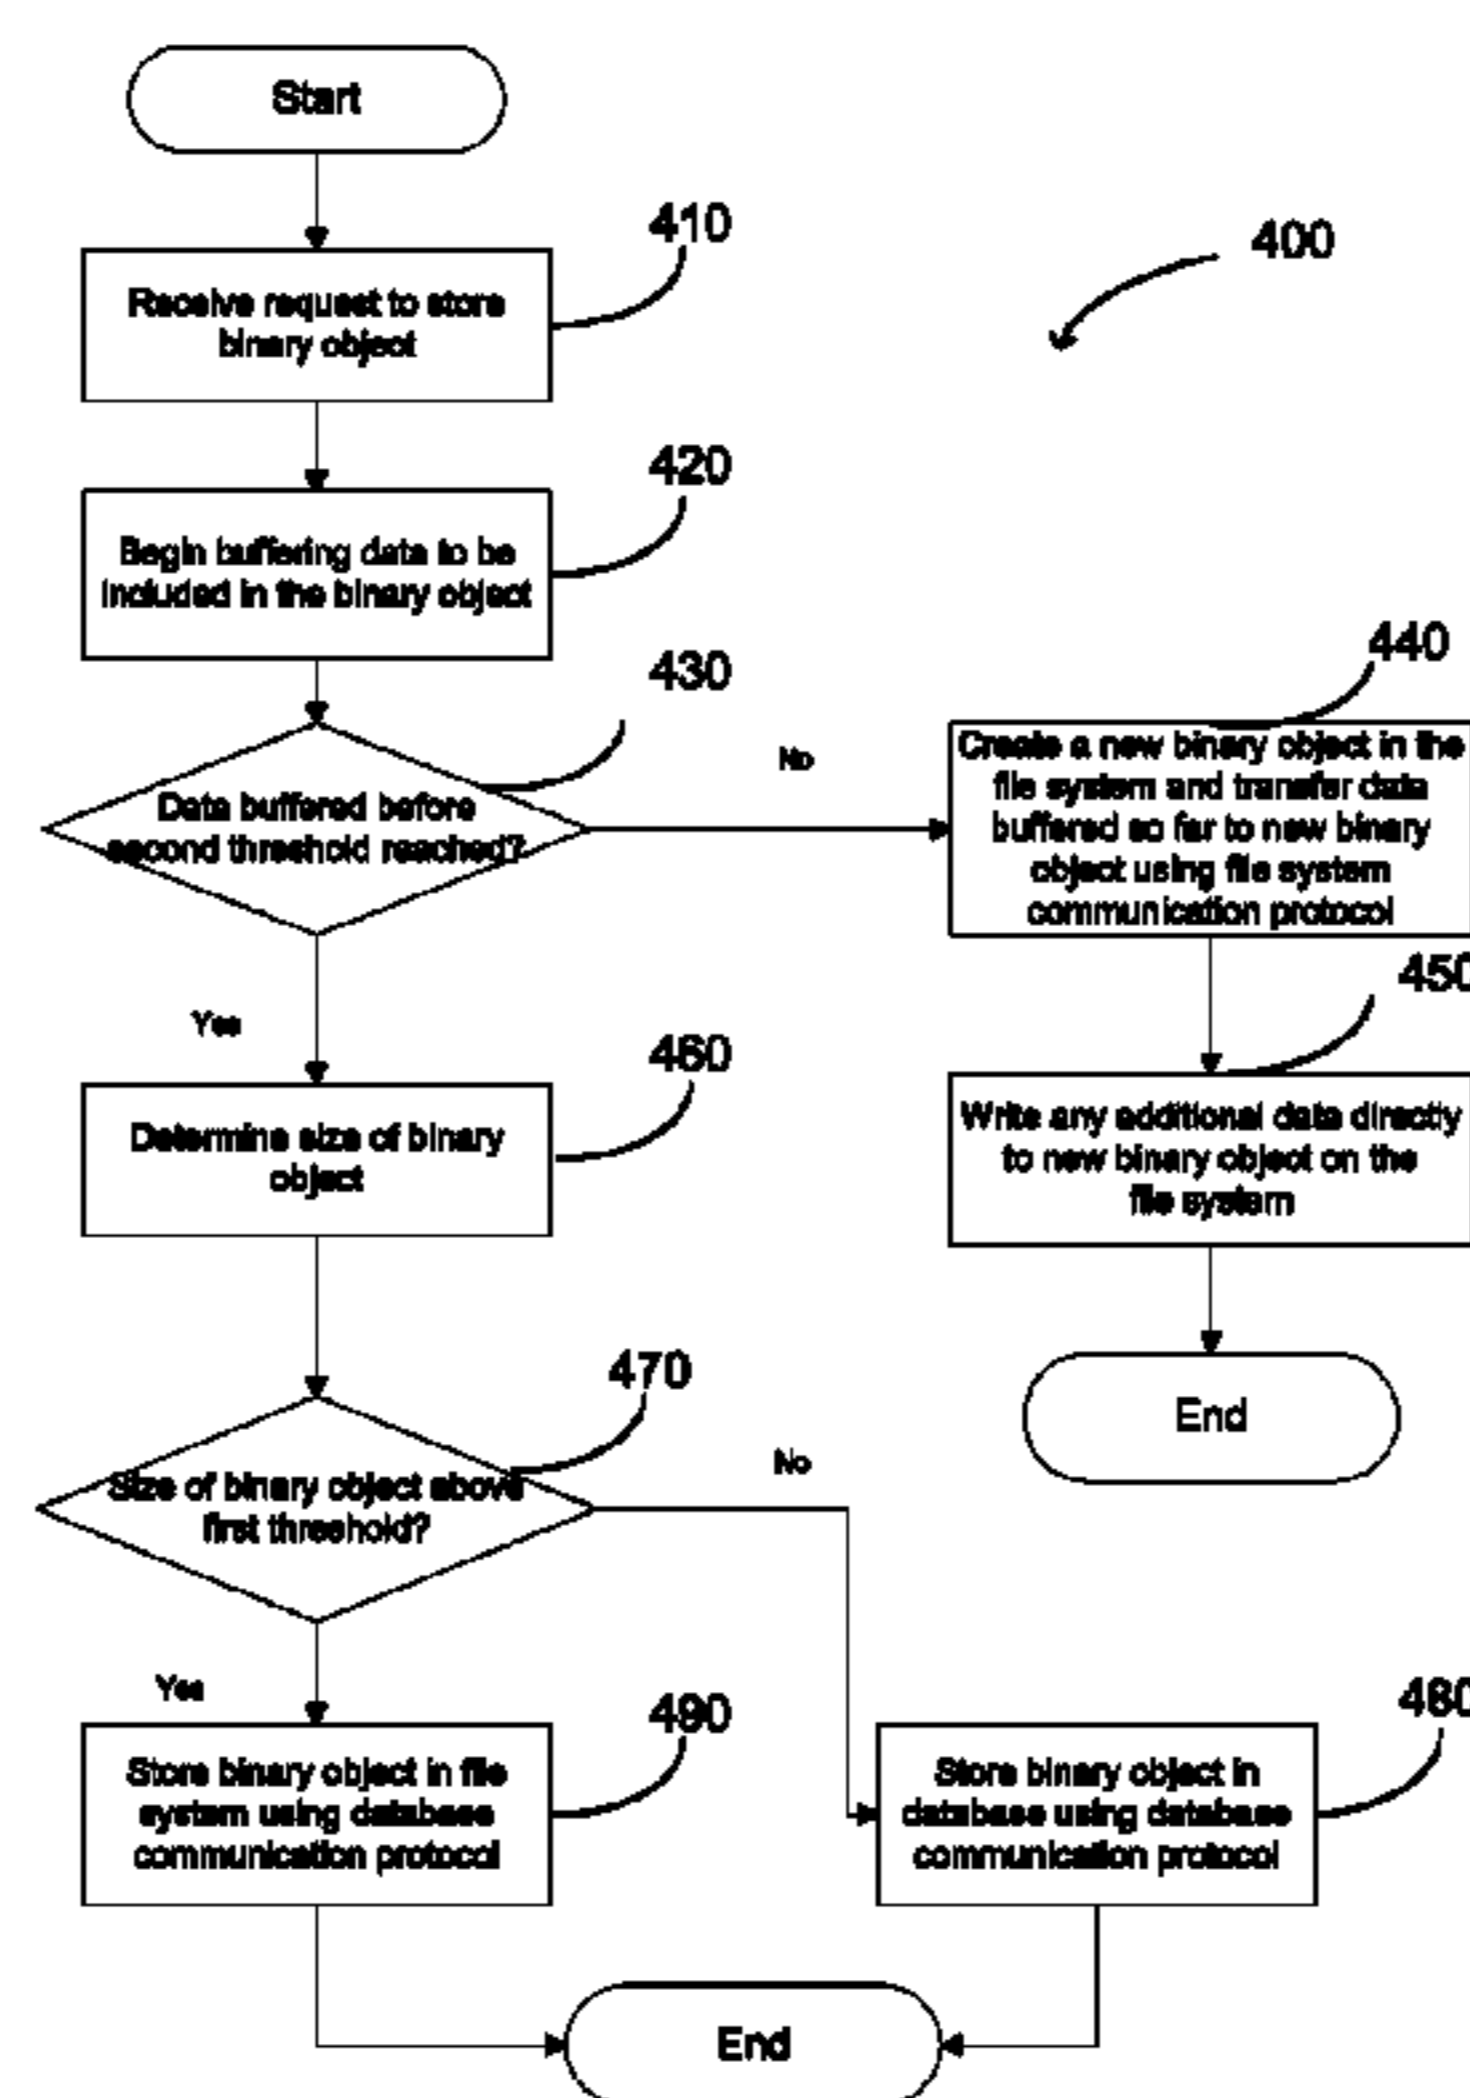 Start
410
400
Receive request to store
binary object
420
Begin buffering data to be
included in the binary object
430
440
No
Create a new binary object in the
file system and transfer data
buffered so far to new binary
object using file system
communication protocol
Data buffered before
second threshold reached?
450
Yes
460
Write any additional data directly
to new binary object on the
file system
Determine size of binary
object
470
End
No
Size of binary object above
first threshold?
Yes
490
480
Store binary object in file
system using database
communication protocol
Store binary object in
database using database
communication protocol
End